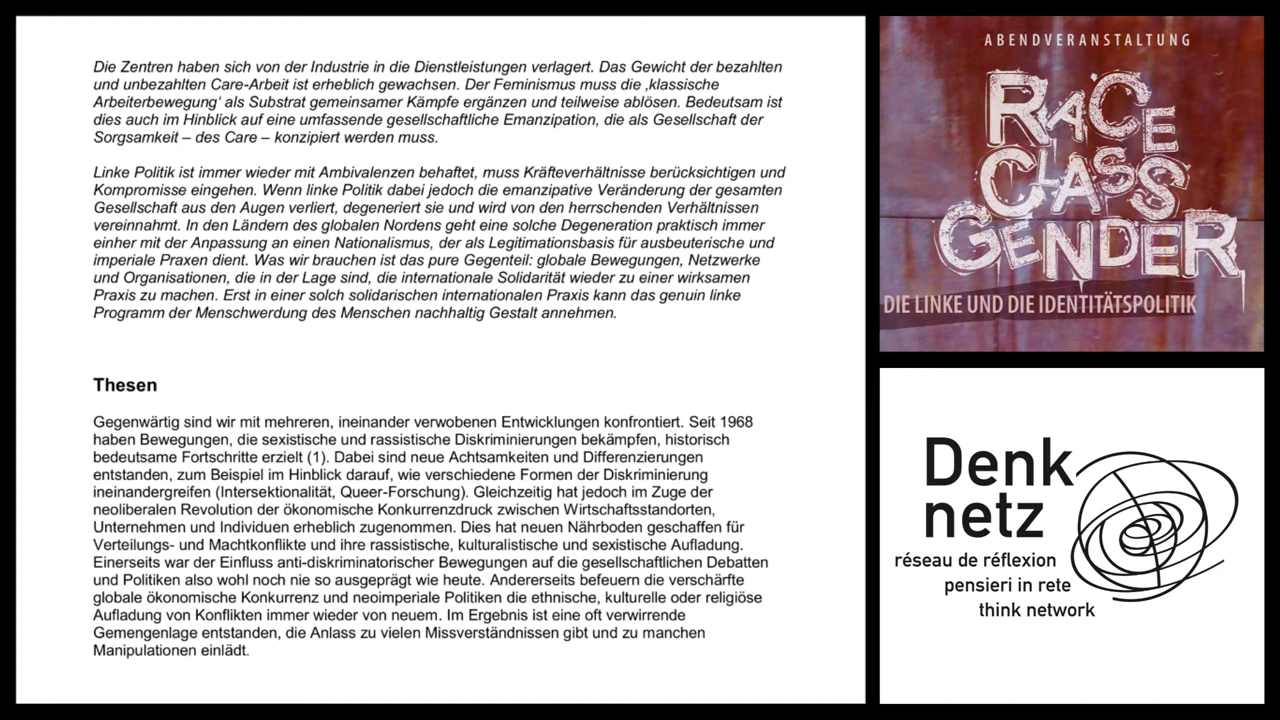 Die Zentren haben sich von der Industrie in die Dienstleistungen verlagert. Das Gewicht der bezahlten
und unbezahlten Care-Arbeit ist erheblich gewachsen. Der Feminismus muss die ‚klassische
Arbeiterbewegung‘ als Substrat gemeinsamer Kämpfe ergänzen und teilweise ablösen. Bedeutsam ist
dies auch im Hinblick auf eine umfassende gesellschaftliche Emanzipation, die als Gesellschaft der
Sorgsamkeit – des Care – konzipiert werden muss.
Linke Politik ist immer wieder mit Ambivalenzen behaftet, muss Kräfteverhältnisse berücksichtigen und
Kompromisse eingehen. Wenn linke Politik dabei jedoch die emanzipative Veränderung der gesamten
Gesellschaft aus den Augen verliert, degeneriert sie und wird von den herrschenden Verhältnissen
vereinnahmt. In den Ländern des globalen Nordens geht eine solche Degeneration praktisch immer
einher mit der Anpassung an einen Nationalismus, der als Legitimationsbasis für ausbeuterische und
imperiale Praxen dient. Was wir brauchen ist das pure Gegenteil: globale Bewegungen, Netzwerke
und Organisationen, die in der Lage sind, die internationale Solidarität wieder zu einer wirksamen
Praxis zu machen. Erst in einer solch solidarischen internationalen Praxis kann das genuin linke
Programm der Menschwerdung des Menschen nachhaltig Gestalt annehmen.
Thesen
Gegenwärtig sind wir mit mehreren, ineinander verwobenen Entwicklungen konfrontiert. Seit 1968
haben Bewegungen, die sexistische und rassistische Diskriminierungen bekämpfen, historisch
bedeutsame Fortschritte erzielt (1). Dabei sind neue Achtsamkeiten und Differenzierungen
entstanden, zum Beispiel im Hinblick darauf, wie verschiedene Formen der Diskriminierung
ineinandergreifen (Intersektionalität, Queer-Forschung). Gleichzeitig hat jedoch im Zuge der
neoliberalen Revolution der ökonomische Konkurrenzdruck zwischen Wirtschaftsstandorten,
Unternehmen und Individuen erheblich zugenommen. Dies hat neuen Nährboden geschaffen für
Verteilungs- und Machtkonflikte und ihre rassistische, kulturalistische und sexistische Aufladung.
Einerseits war der Einfluss anti-diskriminatorischer Bewegungen auf die gesellschaftlichen Debatten
und Politiken also wohl noch nie so ausgeprägt wie heute. Andererseits befeuern die verschärfte
globale ökonomische Konkurrenz und neoimperiale Politiken die ethnische, kulturelle oder religiöse
Aufladung von Konflikten immer wieder von neuem. Im Ergebnis ist eine oft verwirrende
Gemengenlage entstanden, die Anlass zu vielen Missverständnissen gibt und zu manchen
Manipulationen einlädt.
ABENDVERANSTALTUNG
RACE
CLASS
GENDER
DIE LINKE UND DIE IDENTITÄTSPOLITIK
Denk
netz
réseau de réflexion
pensieri in rete
think network